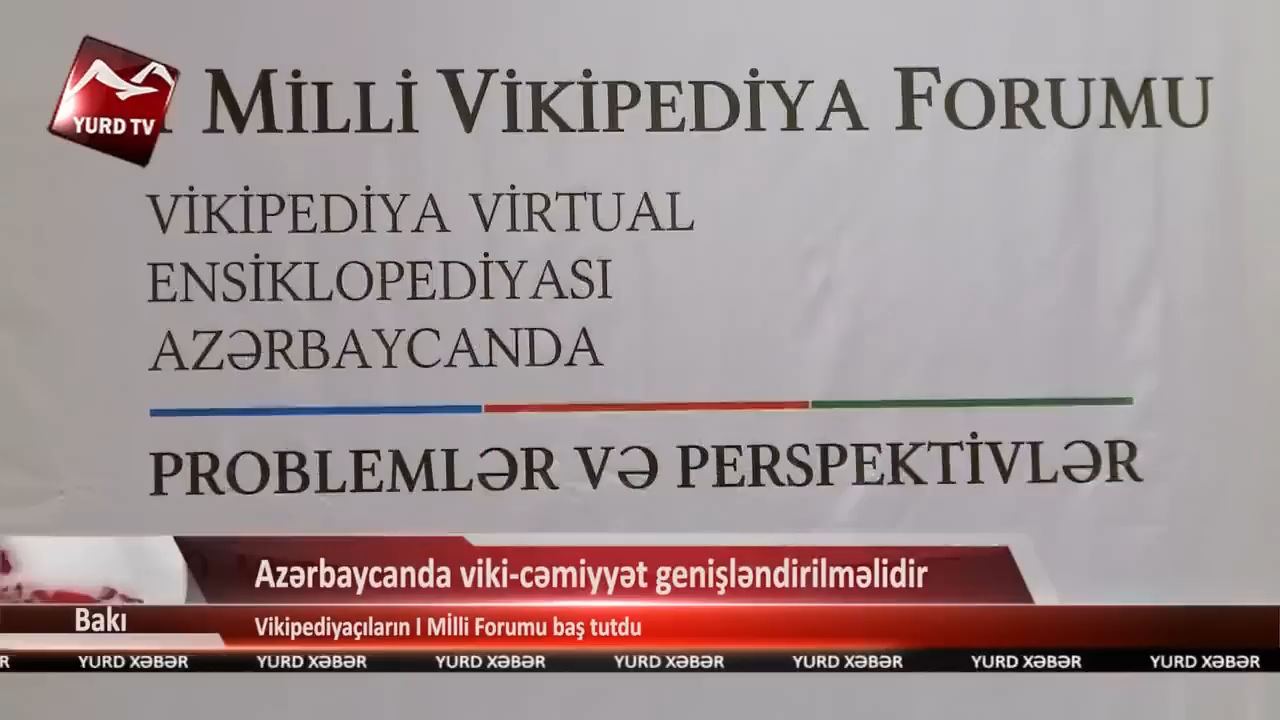 YURD TV
I MİLLİ VİKİPEDİYA FORUMU
VİKİPEDİYA VİRTUAL
ENSİKLOPEDİYASI
AZƏRBAYCANDA
PROBLEMLƏR VƏ PERSPEKTİVLƏR
Azərbaycanda viki-cəmiyyət genişləndirilməlidir
Bakı
Vikipediyaçıların I Mİlli Forumu baş tutdu
R YURD XƏBƏR YURD XƏBƏR YURD XƏBƏR YURD XƏBƏR YURD XƏBƏR YURD XƏBƏR YURD XƏBƏR